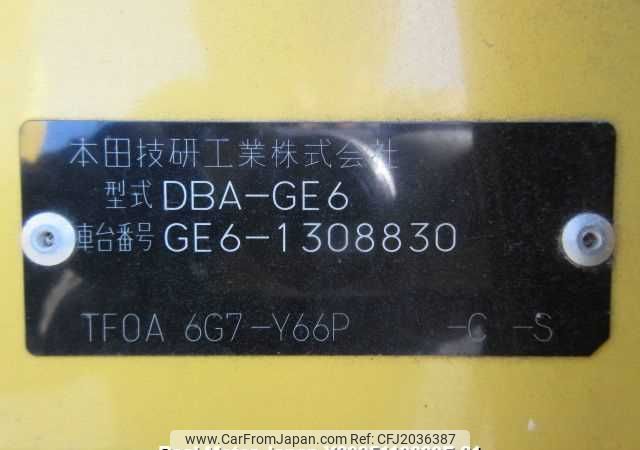 本田技研工業株式会社
型式 DBA-GE6
車台番号 GE6-1308830
TF0A 6G7-Y66P -C -S
www.CarFromJapan.com Ref: CFJ2036387